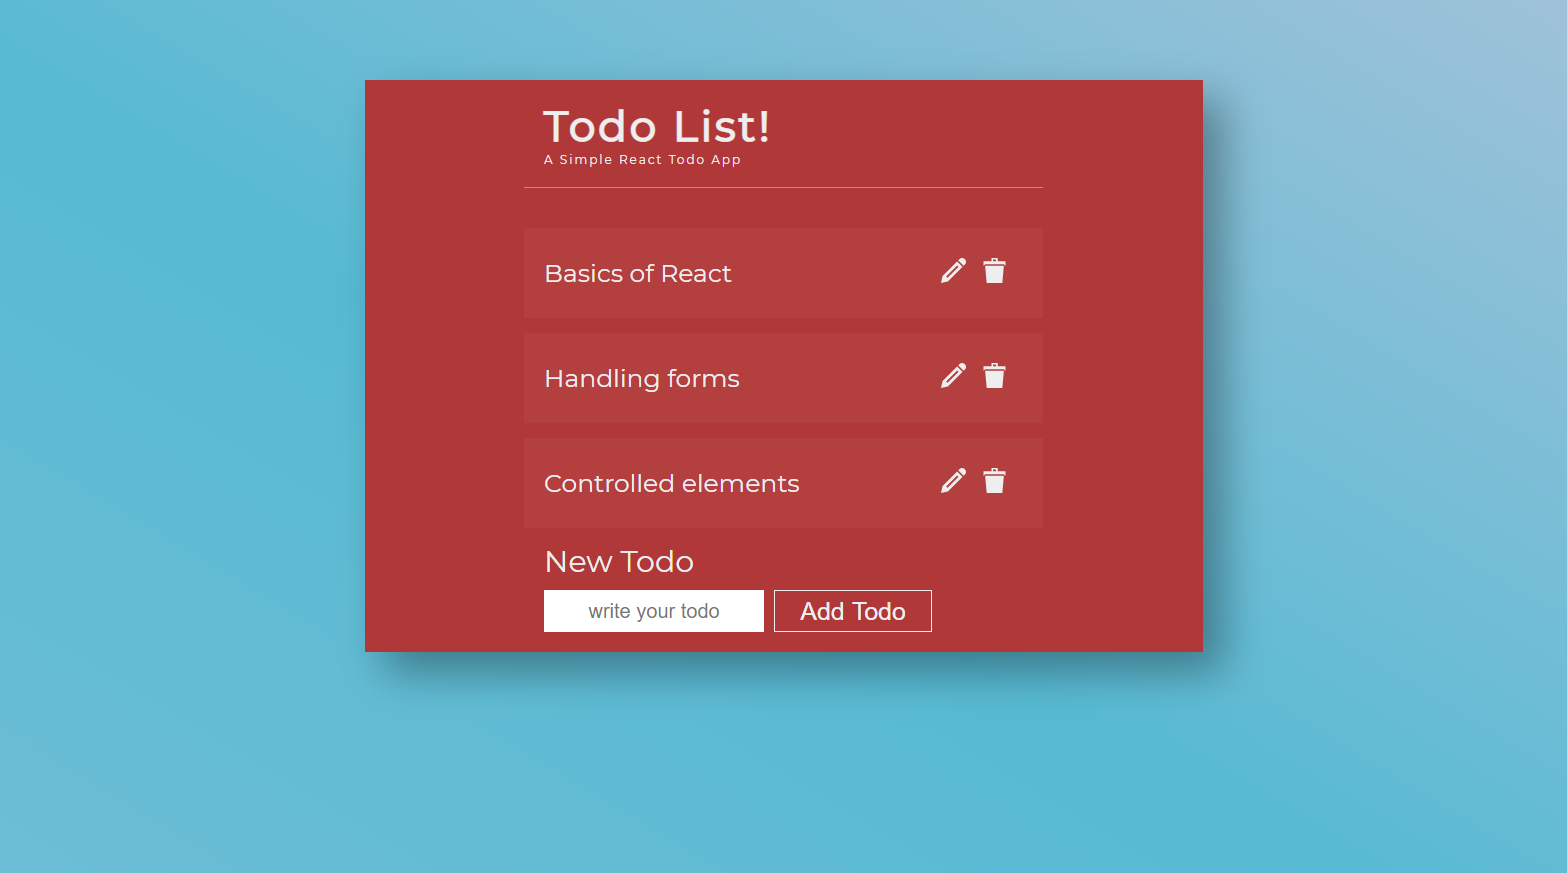 Todo List!
A Simple React Todo App
Basics of React
Handling forms
Controlled elements
New Todo
write your todo
Add Todo